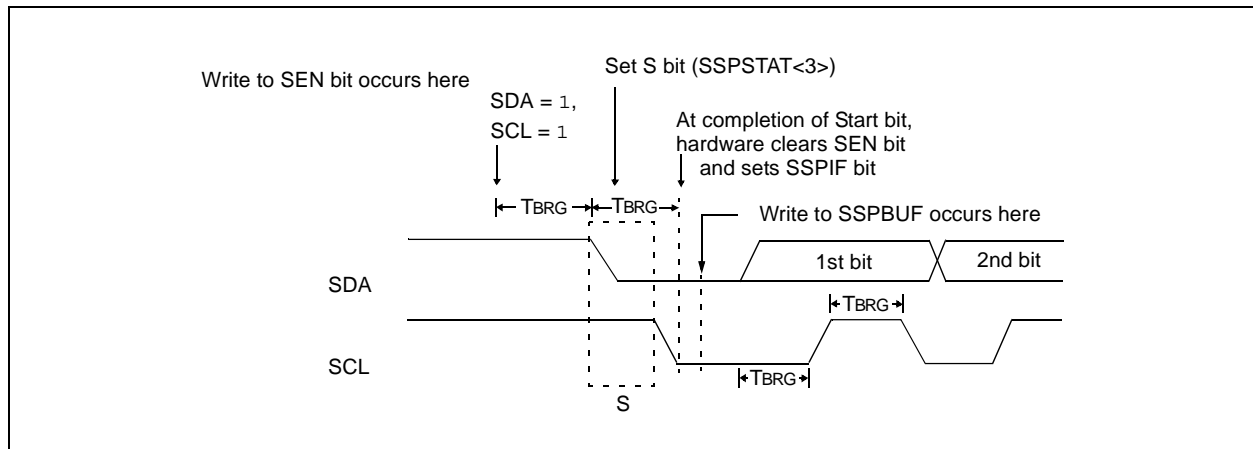 Set S bit (SSPSTAT<3>)
Write to SEN bit occurs here
SDA = 1,
SCL = 1
At completion of Start bit,
hardware clears SEN bit
and sets SSPIF bit
TBRG TBRG
Write to SSPBUF occurs here
1st bit 2nd bit
SDA
TBRG
SCL
TBRG
S